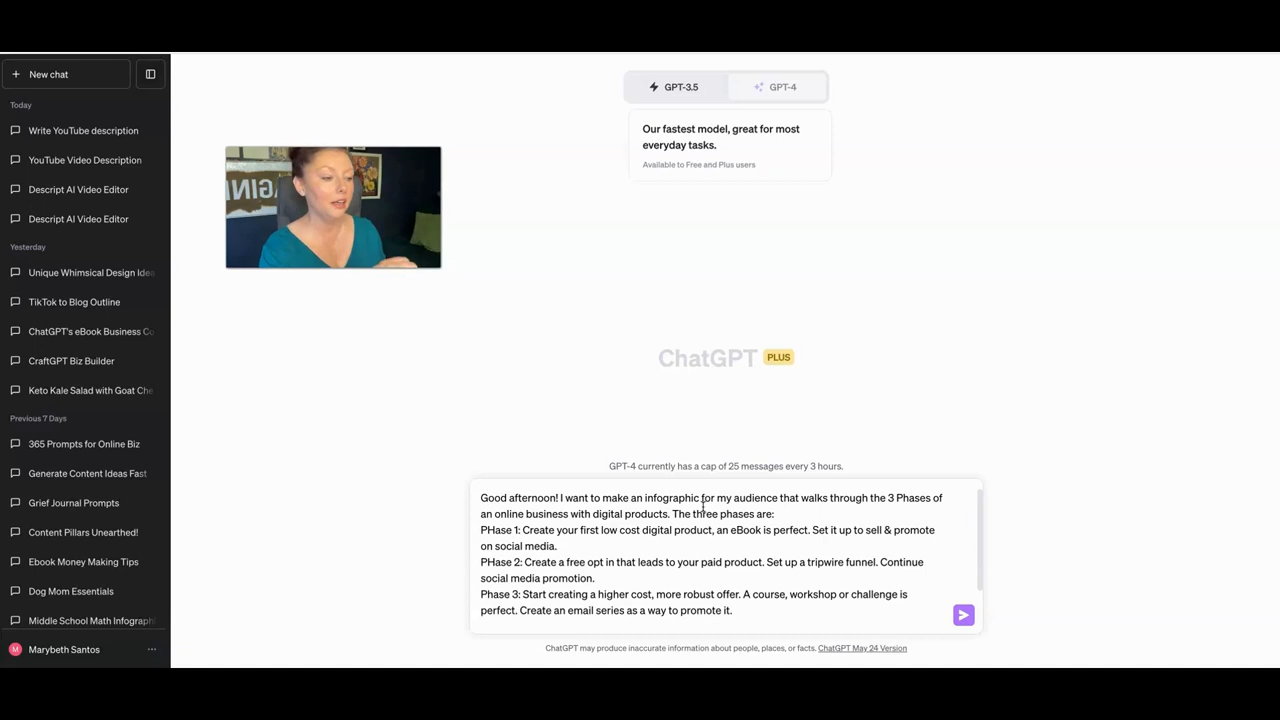 New chat
Today
Write YouTube description
YouTube Video Description
Descript AI Video Editor
Descript AI Video Editor
Yesterday
Unique Whimsical Design Idea
TikTok to Blog Outline
ChatGPT's eBook Business Co
CraftGPT Biz Builder
Keto Kale Salad with Goat Che
Previous 7 Days
365 Prompts for Online Biz
Generate Content Ideas Fast
Grief Journal Prompts
Content Pillars Unearthed!
Ebook Money Making Tips
Dog Mom Essentials
Middle School Math Infographi
M Marybeth Santos
GPT-3.5
GPT-4
Our fastest model, great for most
everyday tasks.
Available to Free and Plus users
ChatGPT PLUS
GPT-4 currently has a cap of 25 messages every 3 hours.
Good afternoon! I want to make an infographic for my audience that walks through the 3 Phases of
an online business with digital products. The three phases are:
PHase 1: Create your first low cost digital product, an eBook is perfect. Set it up to sell & promote
on social media.
PHase 2: Create a free opt in that leads to your paid product. Set up a tripwire funnel. Continue
social media promotion.
Phase 3: Start creating a higher cost, more robust offer. A course, workshop or challenge is
perfect. Create an email series as a way to promote it.
ChatGPT may produce inaccurate information about people, places, or facts. ChatGPT May 24 Version